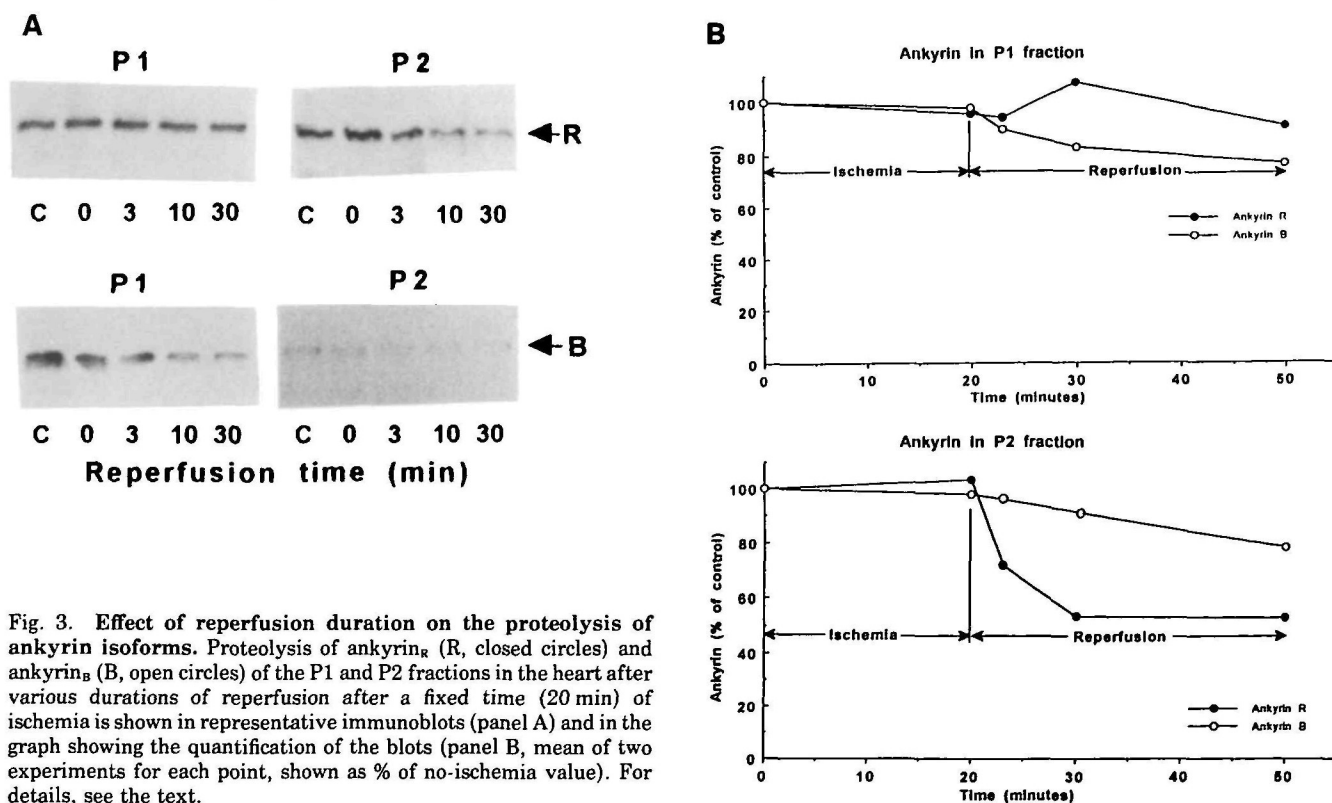 A
P1
P2
R
C 0 3 10 30
C 0 3 10 30
P1
P2
B
C 0 3 10 30
C 0 3 10 30
Reperfusion time (min)
Fig. 3. Effect of reperfusion duration on the proteolysis of
ankyrin isoforms. Proteolysis of ankyrinR (R, closed circles) and
ankyrinB (B, open circles) of the P1 and P2 fractions in the heart after
various durations of reperfusion after a fixed time (20 min) of
ischemia is shown in representative immunoblots (panel A) and in the
graph showing the quantification of the blots (panel B, mean of two
experiments for each point, shown as % of no-ischemia value). For
details, see the text.
B
Ankyrin in P1 fraction
Ankyrin (% of control)
100
80
60
40
20
0
Ischemia
Reperfusion
Ankyrin R
Ankyrin B
0 10 20 30 40 50
Time (minutes)
Ankyrin in P2 fraction
Ankyrin (% of control)
100
80
60
40
20
0
Ischemia
Reperfusion
Ankyrin R
Ankyrin B
0 10 20 30 40 50
Time (minutes)